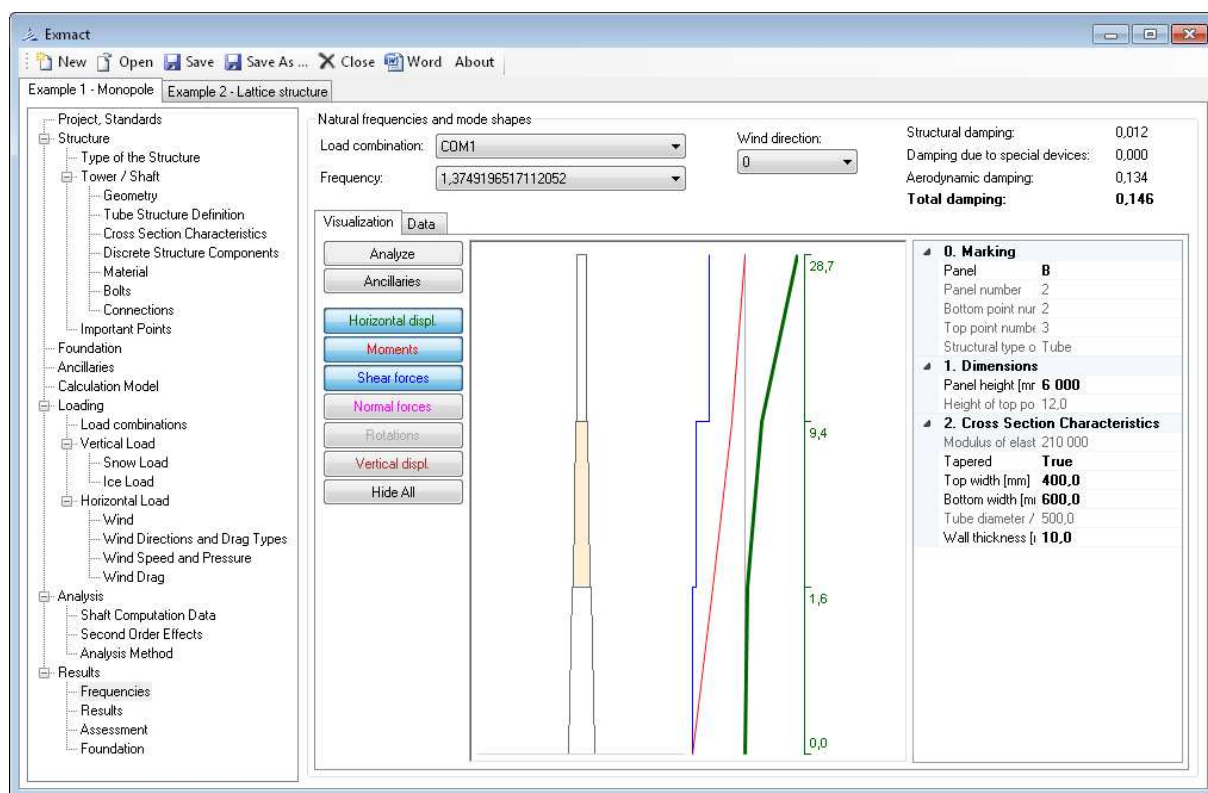 Exmact
New Open Save Save As ... Close Word About
Example 1 - Monopole Example 2 - Lattice structure
Project, Standards
Structure
Type of the Structure
Tower / Shaft
Geometry
Tube Structure Definition
Cross Section Characteristics
Discrete Structure Components
Material
Bolts
Connections
Important Points
Foundation
Ancillaries
Calculation Model
Loading
Load combinations
Vertical Load
Snow Load
Ice Load
Horizontal Load
Wind
Wind Directions and Drag Types
Wind Speed and Pressure
Wind Drag
Analysis
Shaft Computation Data
Second Order Effects
Analysis Method
Results
Frequencies
Results
Assessment
Foundation
Natural frequencies and mode shapes
Load combination: COM1
Frequency: 1,3749196517112052
Wind direction:
0
Structural damping: 0,012
Damping due to special devices: 0,000
Aerodynamic damping: 0,134
Total damping: 0,146
Visualization Data
Analyze
Ancillaries
Horizontal displ.
Moments
Shear forces
Normal forces
Rotations
Vertical displ.
Hide All
28,7
9,4
1,6
0,0
0. Marking
Panel B
Panel number 2
Bottom point nur 2
Top point numbe 3
Structural type o Tube
1. Dimensions
Panel height [mr 6 000
Height of top po 12,0
2. Cross Section Characteristics
Modulus of elast 210 000
Tapered True
Top width [mm] 400,0
Bottom width [m 600,0
Tube diameter / 500,0
Wall thickness [ 10,0